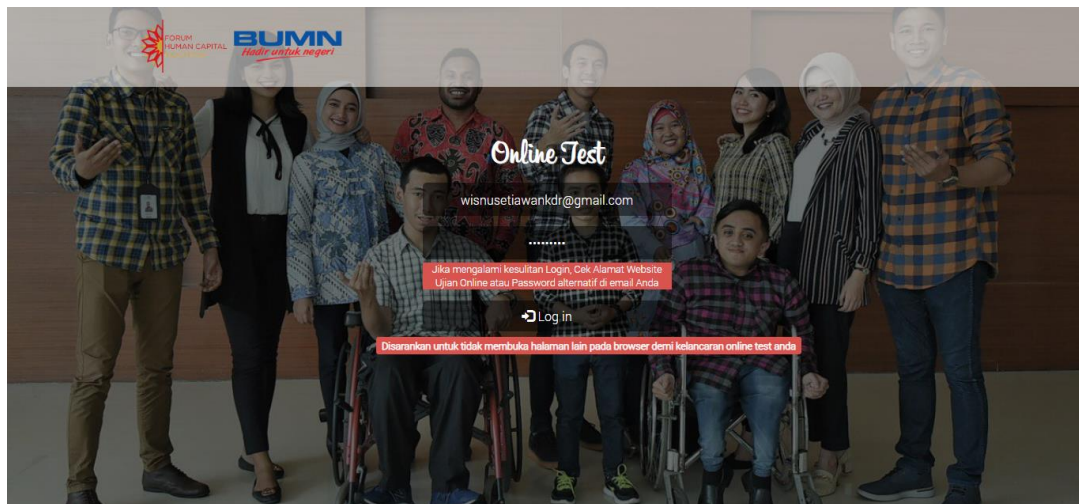 FORUM
HUMAN CAPITAL
BUMN
Hadir untuk negeri
Online Test
wisnusetiawankdr@gmail.com
•••••••••
Jika mengalami kesulitan Login, Cek Alamat Website
Ujian Online atau Password alternatif di email Anda
Log in
Disarankan untuk tidak membuka halaman lain pada browser demi kelancaran online test anda